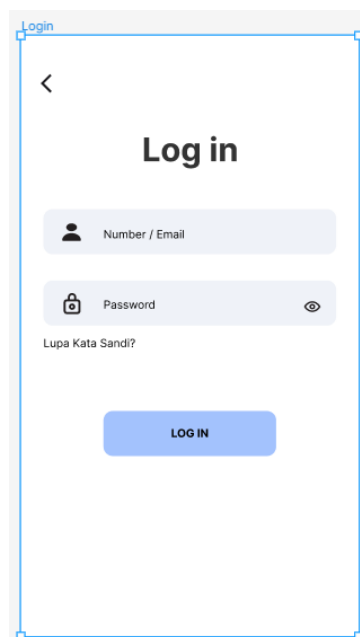 Login
Log in
Number / Email
Password
Lupa Kata Sandi?
LOG IN